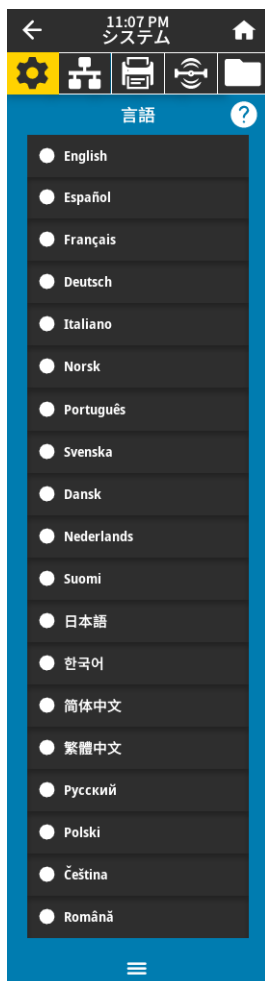 11:07 PM
システム
言語
?
English
Español
Français
Deutsch
Italiano
Norsk
Português
Svenska
Dansk
Nederlands
Suomi
日本語
한국어
简体中文
繁體中文
Русский
Polski
Čeština
Română